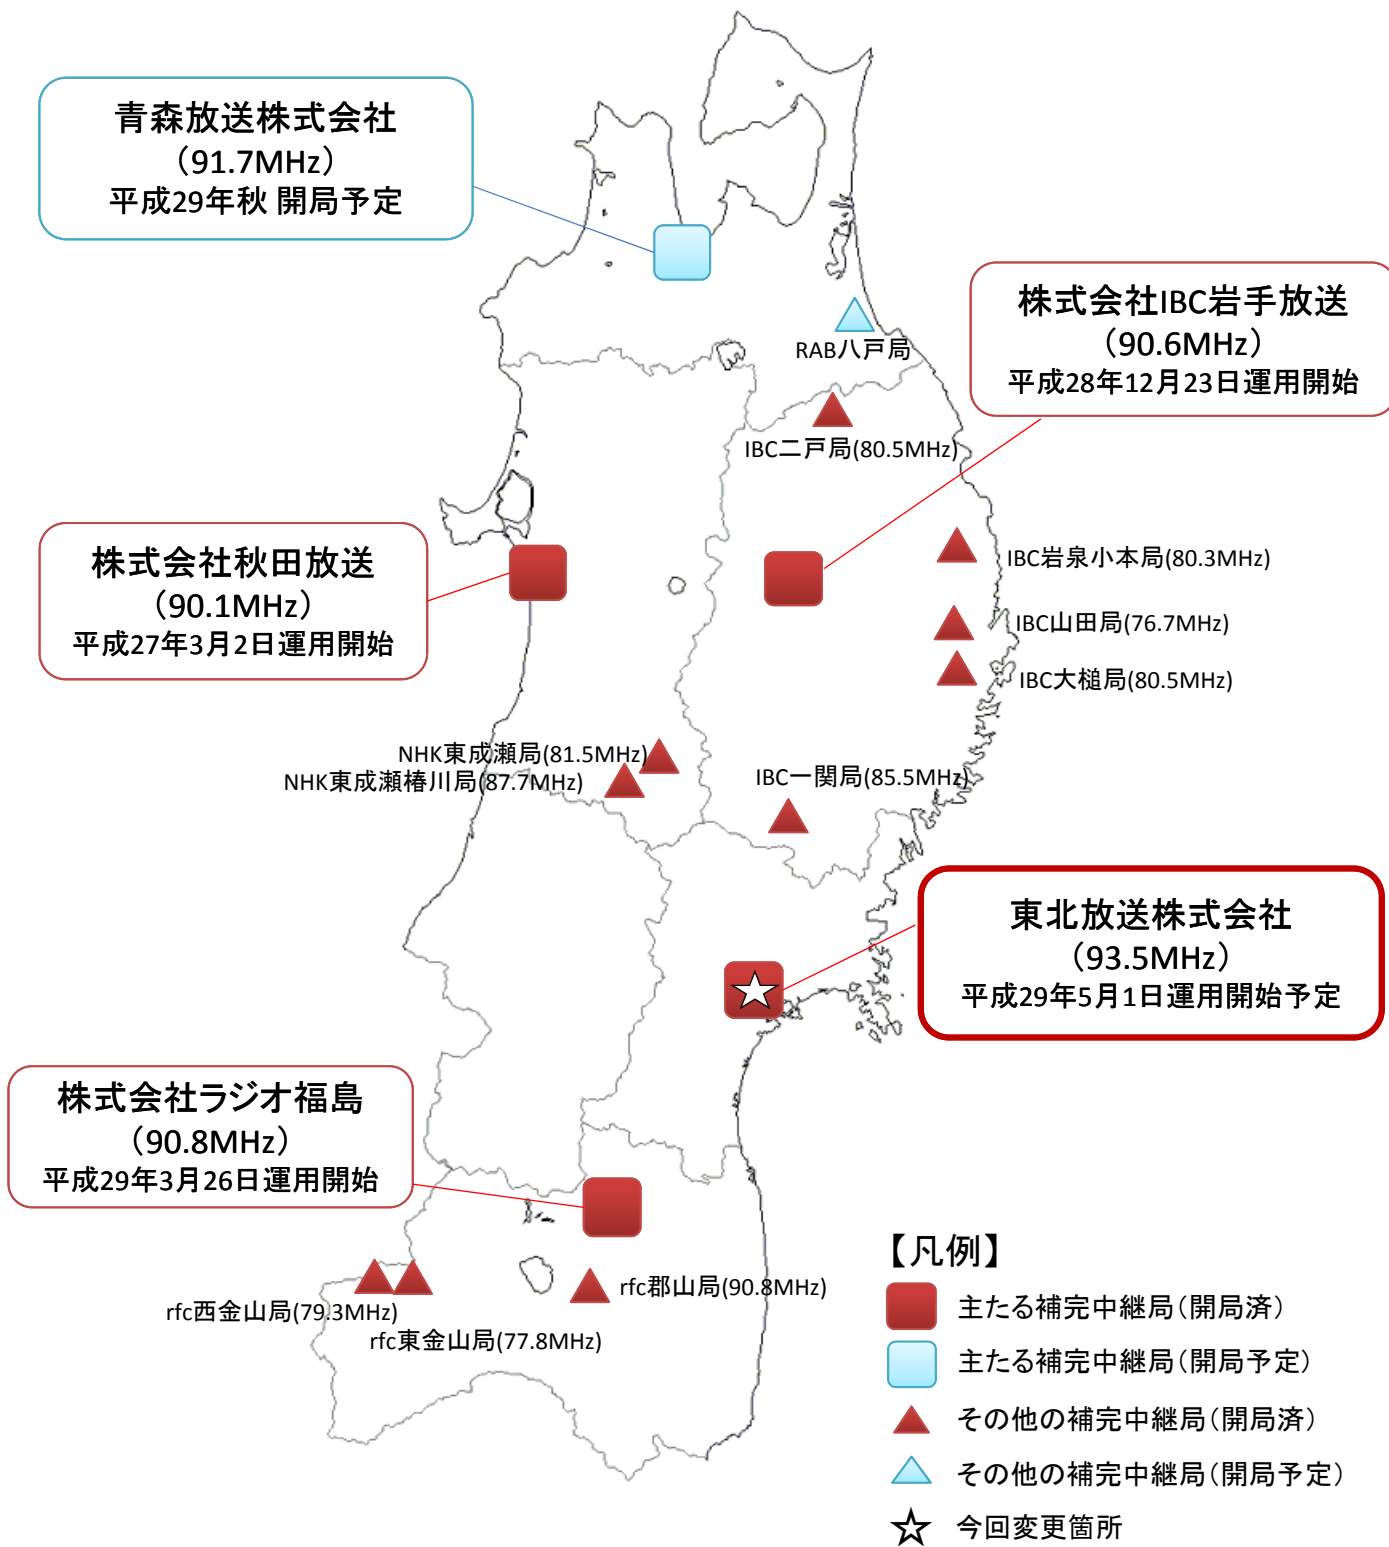 青森放送株式会社
（91.7MHz）
平成29年秋 開局予定
株式会社IBC岩手放送
（90.6MHz）
平成28年12月23日運用開始
RAB八戸局
IBC二戸局(80.5MHz)
株式会社秋田放送
（90.1MHz）
平成27年3月2日運用開始
IBC岩泉小本局(80.3MHz)
IBC山田局(76.7MHz)
IBC大槌局(80.5MHz)
NHK東成瀬局(81.5MHz)
NHK東成瀬椿川局(87.7MHz)
IBC一関局(85.5MHz)
東北放送株式会社
（93.5MHz）
平成29年5月1日運用開始予定
株式会社ラジオ福島
（90.8MHz）
平成29年3月26日運用開始
rfc郡山局(90.8MHz)
rfc西金山局(79.3MHz)
rfc東金山局(77.8MHz)
【凡例】
主たる補完中継局（開局済）
主たる補完中継局（開局予定）
その他の補完中継局（開局済）
その他の補完中継局（開局予定）
今回変更箇所